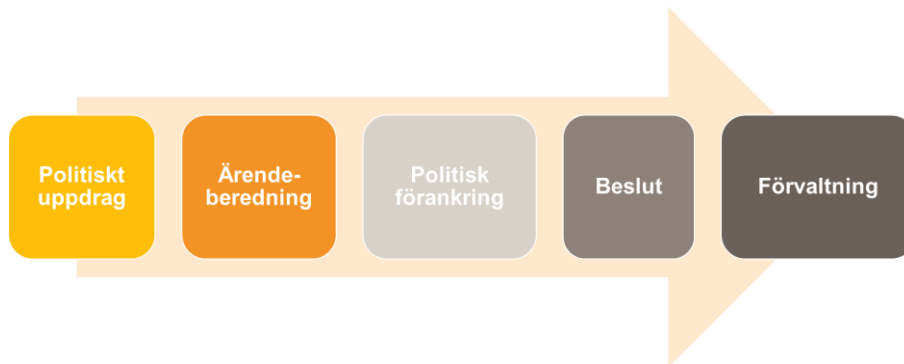 Politiskt
uppdrag
Ärende-
beredning
Politisk
förankring
Beslut
Förvaltning